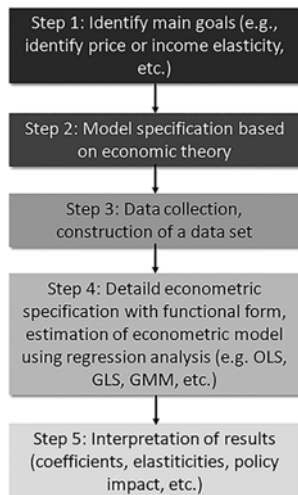 Step 1: Identify main goals (e.g.,
identify price or income elasticity,
etc.)
Step 2: Model specification based
on economic theory
Step 3: Data collection,
construction of a data set
Step 4: Detaild econometric
specification with functional form,
estimation of econometric model
using regression analysis (e.g. OLS,
GLS, GMM, etc.)
Step 5: Interpretation of results
(coefficients, elastiticities, policy
impact, etc.)